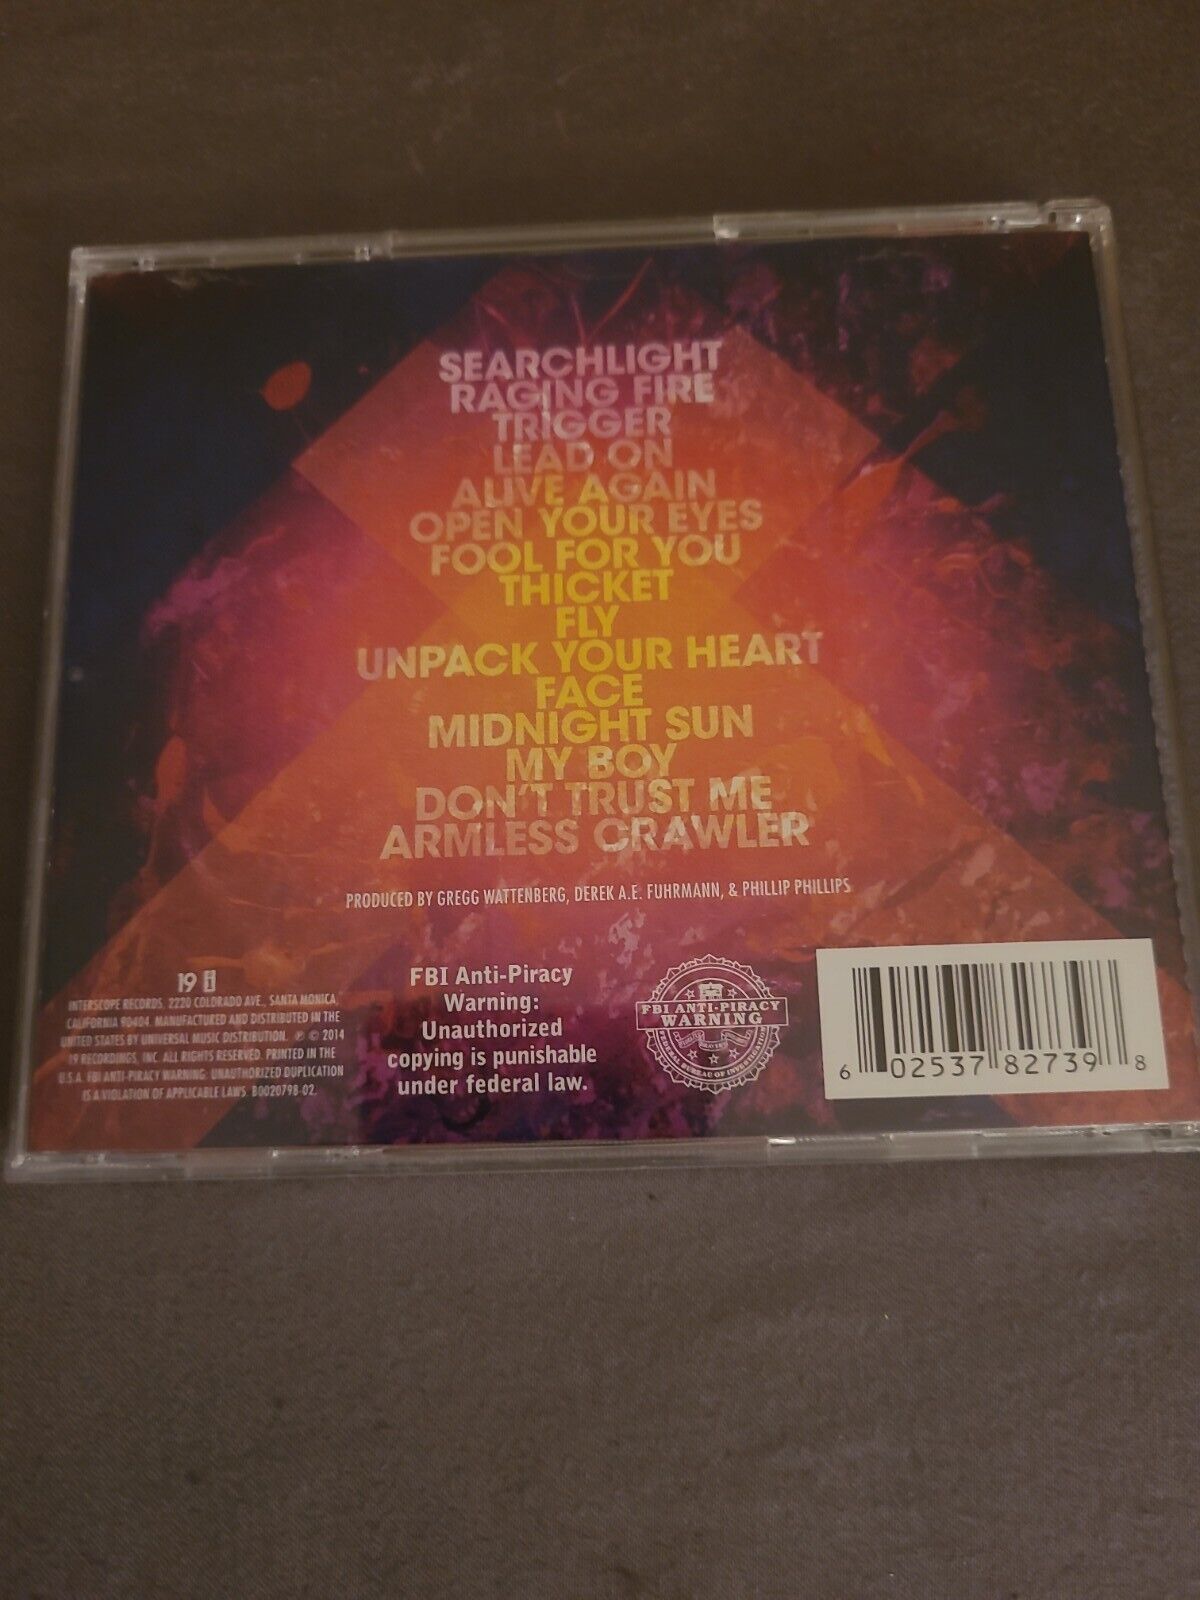 SEARCHLIGHT
RAGING FIRE
TRIGGER
LEAD ON
ALIVE AGAIN
OPEN YOUR EYES
FOOL FOR YOU
THICKET
FLY
UNPACK YOUR HEART
FACE
MIDNIGHT SUN
MY BOY
DON'T TRUST ME
ARMLESS CRAWLER
PRODUCED BY GREGG WATTENBERG, DEREK A.E. FUHRMANN, & PHILLIP PHILLIPS
19 i
INTERSCOPE RECORDS, 2220 COLORADO AVE., SANTA MONICA,
CALIFORNIA 90404. MANUFACTURED AND DISTRIBUTED IN THE
UNITED STATES BY UNIVERSAL MUSIC DISTRIBUTION. ℗ © 2014
19 RECORDINGS, INC. ALL RIGHTS RESERVED. PRINTED IN THE
U.S.A. FBI ANTI-PIRACY WARNING: UNAUTHORIZED DUPLICATION
IS A VIOLATION OF APPLICABLE LAWS. B0020798-02.
FBI Anti-Piracy
Warning:
Unauthorized
copying is punishable
under federal law.
FBI ANTI-PIRACY
WARNING
FEDERAL BUREAU OF INVESTIGATION
6 02537 82739 8